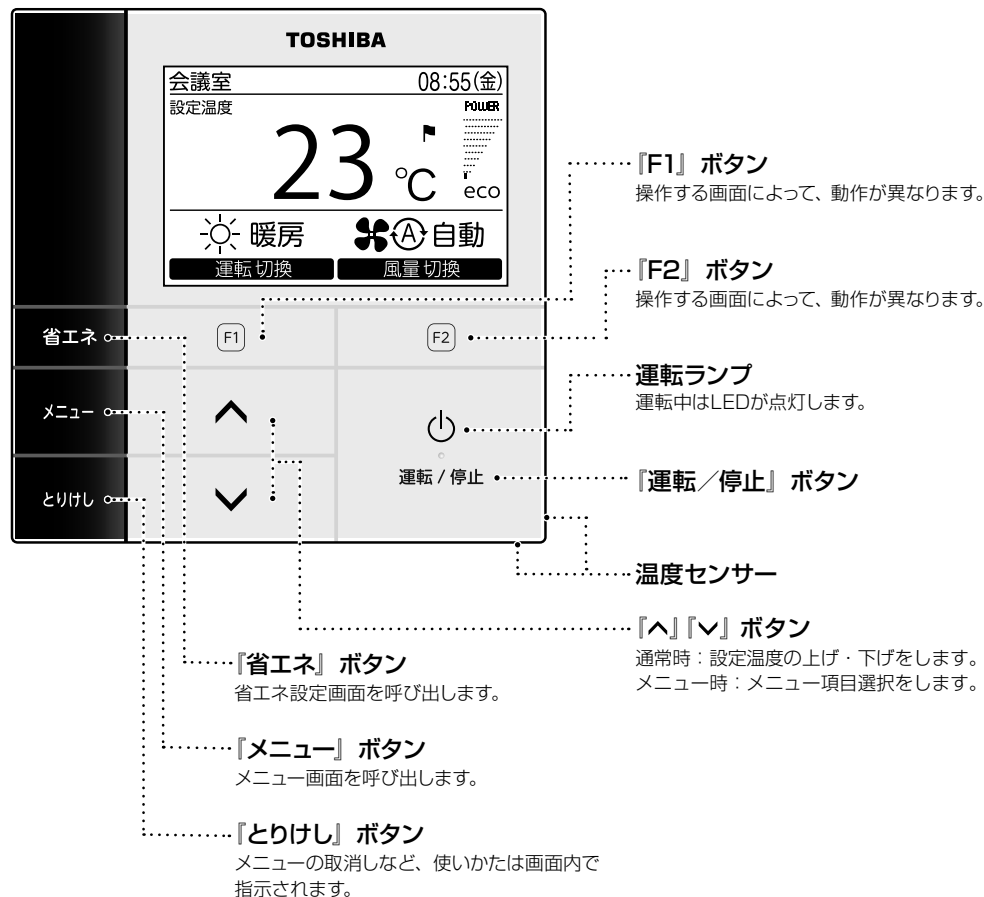 TOSHIBA
会議室 08:55(金)
設定温度 POWER
23 ℃
eco
暖房 A 自動
運転切換 風量切換
省エネ F1 F2
メニュー
運転 / 停止
とりけし
『F1』ボタン
操作する画面によって、動作が異なります。
『F2』ボタン
操作する画面によって、動作が異なります。
運転ランプ
運転中はLEDが点灯します。
『運転／停止』ボタン
温度センサー
『∧』『∨』ボタン
通常時：設定温度の上げ・下げをします。
メニュー時：メニュー項目選択をします。
『省エネ』ボタン
省エネ設定画面を呼び出します。
『メニュー』ボタン
メニュー画面を呼び出します。
『とりけし』ボタン
メニューの取消しなど、使いかたは画面内で
指示されます。